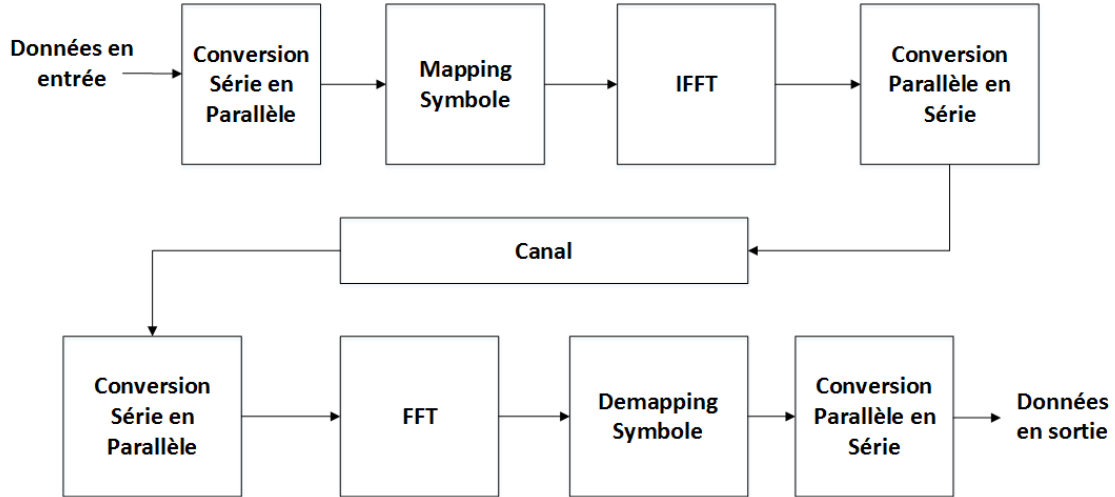 Données en
entrée
Conversion
Série en
Parallèle
Mapping
Symbole
IFFT
Conversion
Parallèle en
Série
Canal
Conversion
Série en
Parallèle
FFT
Demapping
Symbole
Conversion
Parallèle en
Série
Données
en sortie